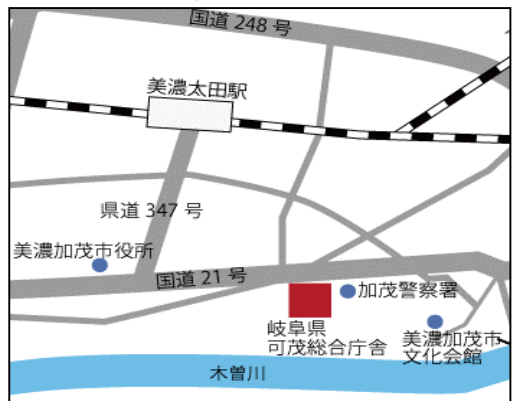 国道 248 号
美濃太田駅
県道 347 号
美濃加茂市役所
国道 21 号
加茂警察署
岐阜県
可茂総合庁舎
美濃加茂市
文化会館
木曽川